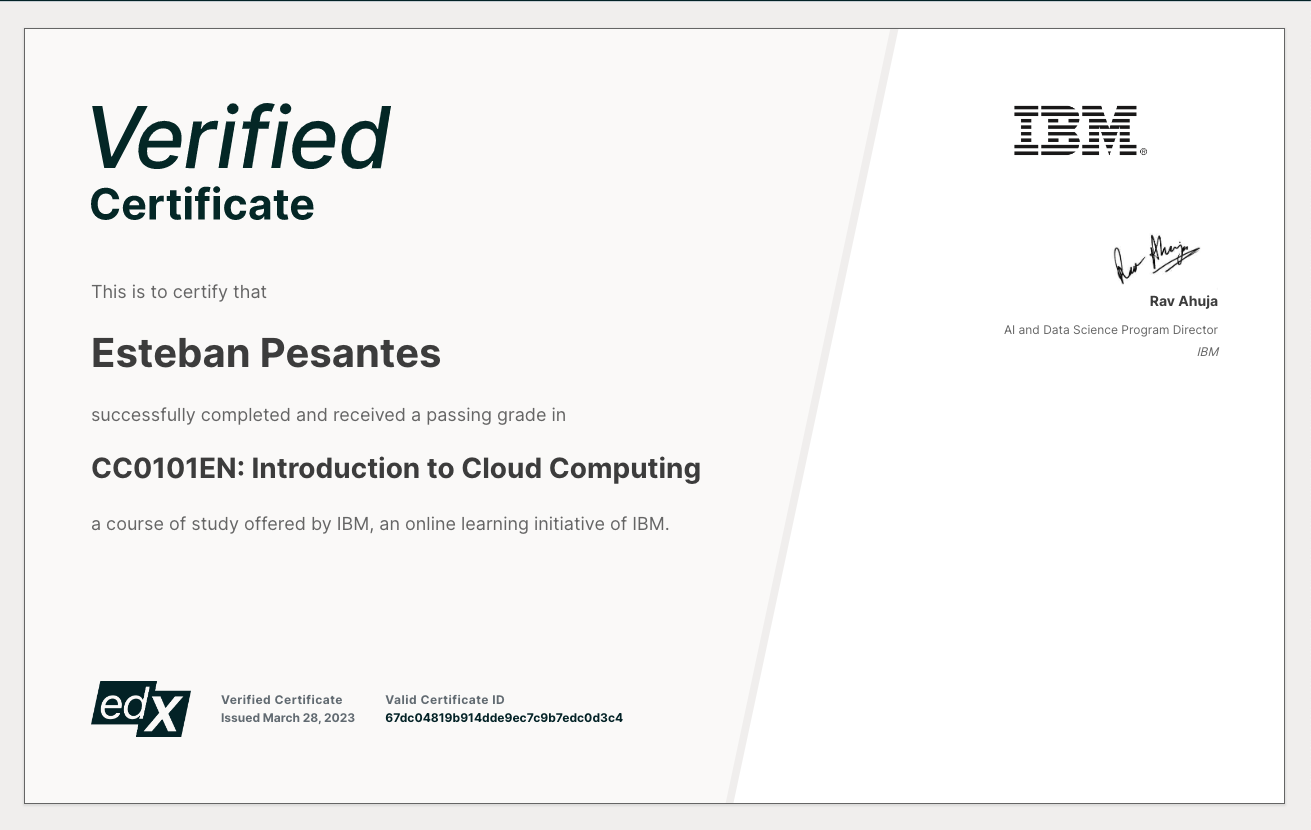 Verified
Certificate
This is to certify that
Esteban Pesantes
successfully completed and received a passing grade in
CC0101EN: Introduction to Cloud Computing
a course of study offered by IBM, an online learning initiative of IBM.
edX
Verified Certificate
Issued March 28, 2023
Valid Certificate ID
67dc04819b914dde9ec7c9b7edc0d3c4
IBM®
Rav Ahuja
Rav Ahuja
AI and Data Science Program Director
IBM